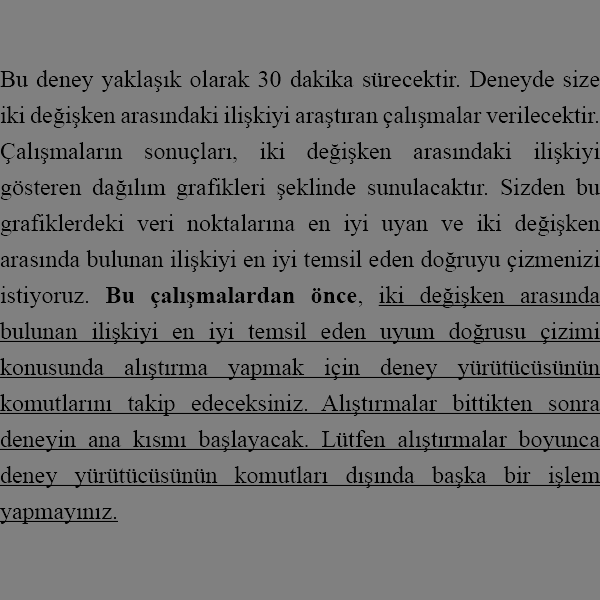 Bu deney yaklaşık olarak 30 dakika sürecektir. Deneyde size
iki değişken arasındaki ilişkiyi araştıran çalışmalar verilecektir.
Çalışmaların sonuçları, iki değişken arasındaki ilişkiyi
gösteren dağılım grafikleri şeklinde sunulacaktır. Sizden bu
grafiklerdeki veri noktalarına en iyi uyan ve iki değişken
arasında bulunan ilişkiyi en iyi temsil eden doğruyu çizmenizi
istiyoruz. Bu çalışmalardan önce, iki değişken arasında
bulunan ilişkiyi en iyi temsil eden uyum doğrusu çizimi
konusunda alıştırma yapmak için deney yürütücüsünün
komutlarını takip edeceksiniz. Alıştırmalar bittikten sonra
deneyin ana kısmı başlayacak. Lütfen alıştırmalar boyunca
deney yürütücüsünün komutları dışında başka bir işlem
yapmayınız.